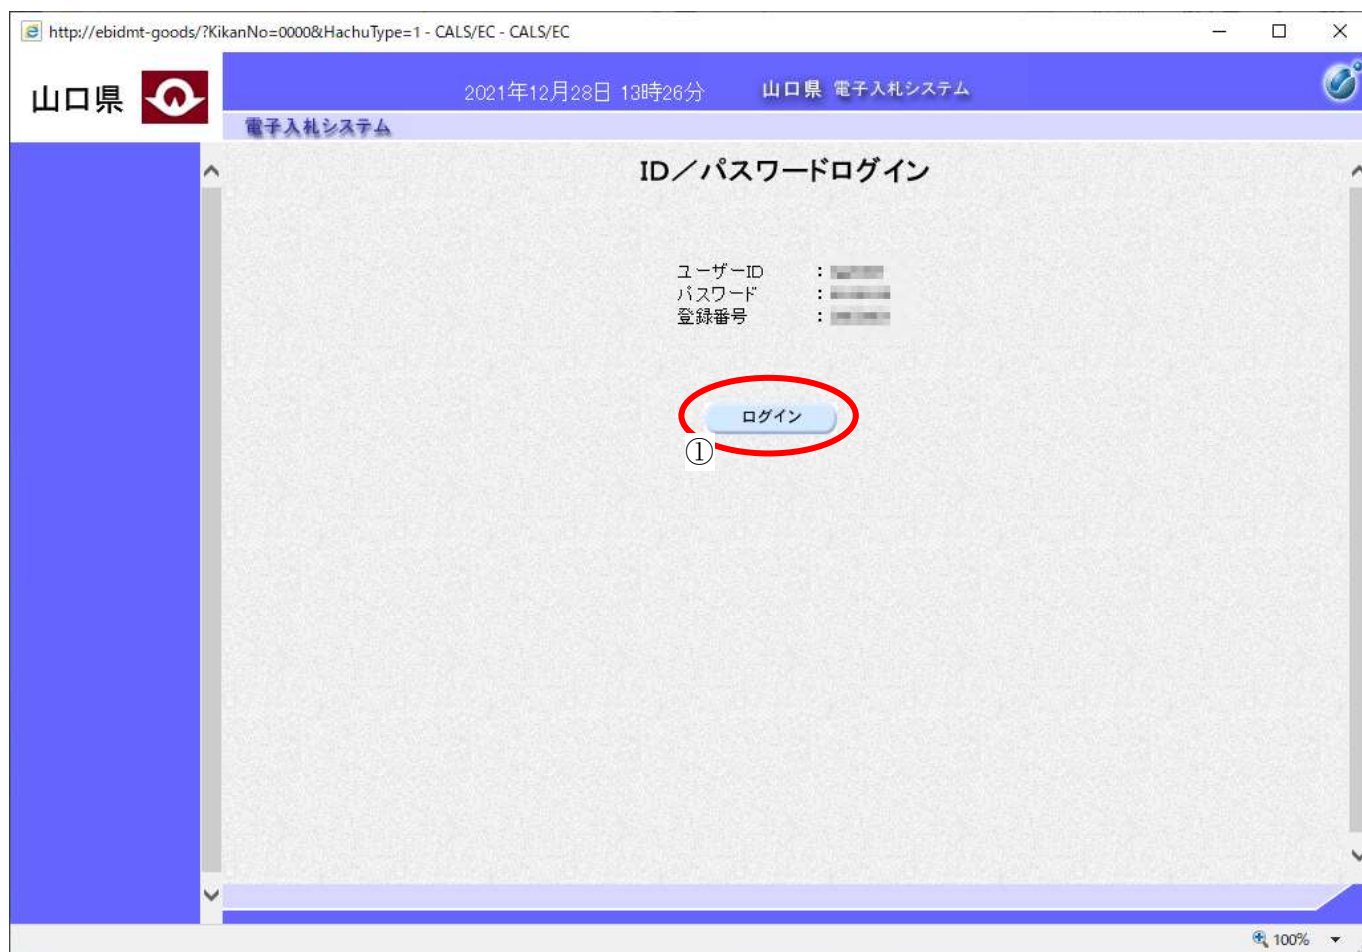 http://ebidmt-goods/?KikanNo=0000&HachuType=1 - CALS/EC - CALS/EC
山口県
2021年12月28日 13時26分 山口県 電子入札システム
電子入札システム
ID／パスワードログイン
ユーザーID :
パスワード :
登録番号 :
ログイン
①
100%